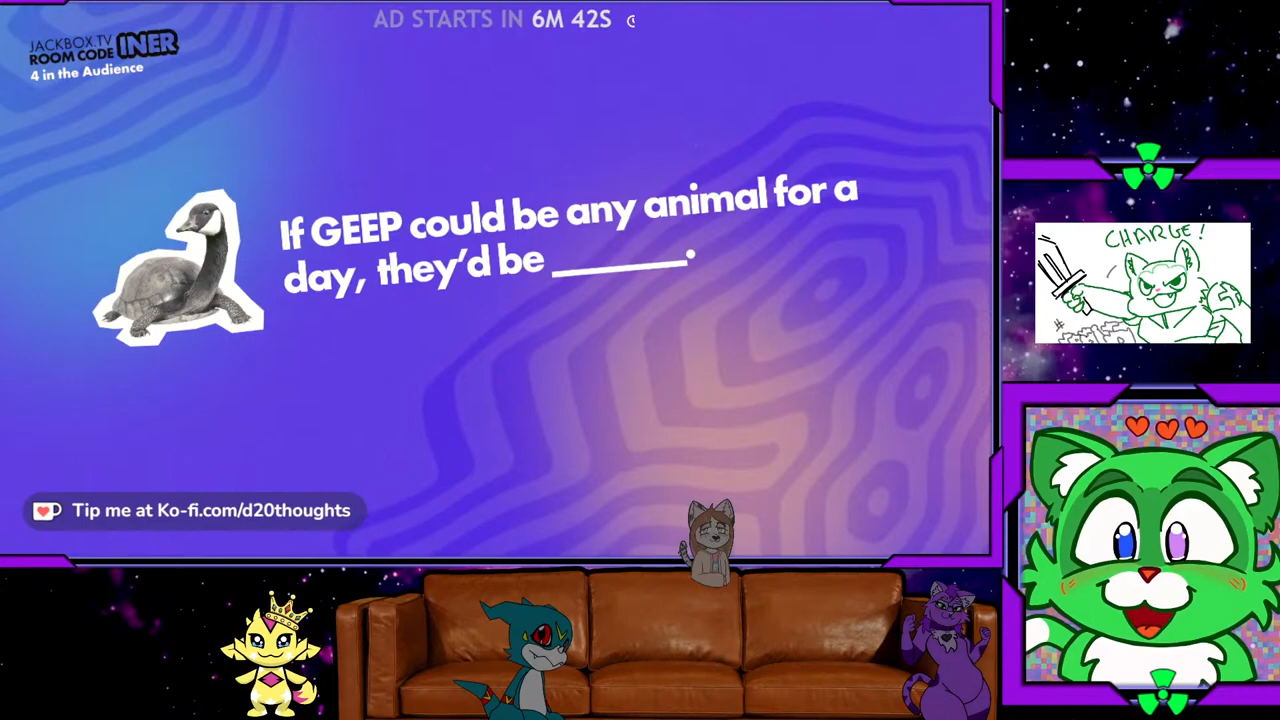 AD STARTS IN 6M 42S
JACKBOX.TV
ROOM CODE INER
4 in the Audience
If GEEP could be any animal for a
day, they'd be ________.
CHARGE!
Tip me at Ko-fi.com/d20thoughts